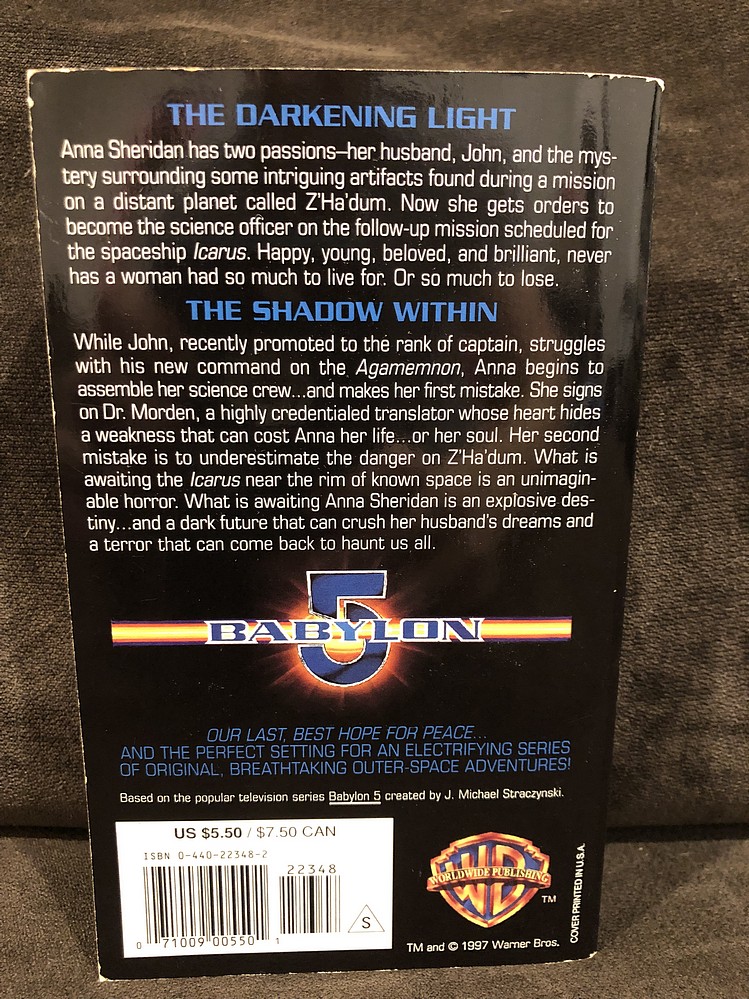 THE DARKENING LIGHT
Anna Sheridan has two passions—her husband, John, and the mys-
tery surrounding some intriguing artifacts found during a mission
on a distant planet called Z'Ha'dum. Now she gets orders to
become the science officer on the follow-up mission scheduled for
the spaceship Icarus. Happy, young, beloved, and brilliant, never
has a woman had so much to live for. Or so much to lose.
THE SHADOW WITHIN
While John, recently promoted to the rank of captain, struggles
with his new command on the Agamemnon, Anna begins to
assemble her science crew...and makes her first mistake. She signs
on Dr. Morden, a highly credentialed translator whose heart hides
a weakness that can cost Anna her life...or her soul. Her second
mistake is to underestimate the danger on Z'Ha'dum. What is
awaiting the Icarus near the rim of known space is an unimagin-
able horror. What is awaiting Anna Sheridan is an explosive des-
tiny...and a dark future that can crush her husband's dreams and
a terror that can come back to haunt us all.
BABYLON 5
OUR LAST, BEST HOPE FOR PEACE...
AND THE PERFECT SETTING FOR AN ELECTRIFYING SERIES
OF ORIGINAL, BREATHTAKING OUTER-SPACE ADVENTURES!
Based on the popular television series Babylon 5 created by J. Michael Straczynski.
US $5.50 / $7.50 CAN
ISBN 0-440-22348-2
22348
0 71009 00550 1
S
WB
WORLDWIDE PUBLISHING
TM
TM and © 1997 Warner Bros.
COVER PRINTED IN U.S.A.